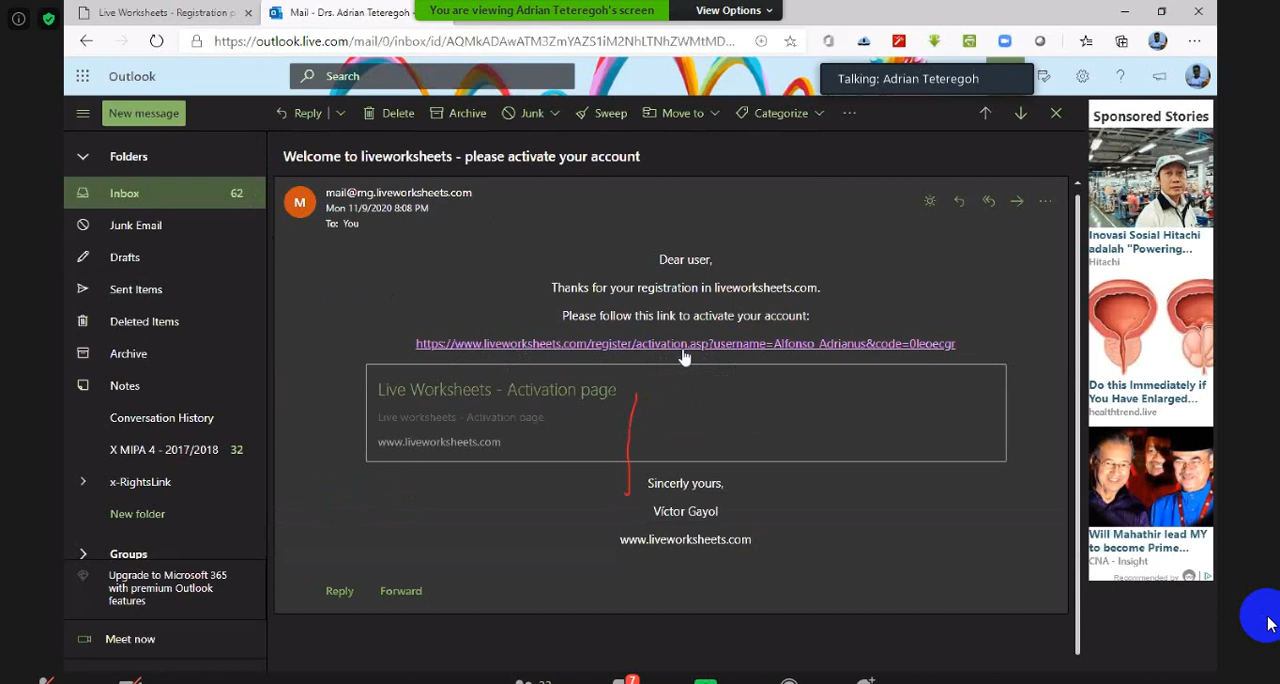 Live Worksheets - Registration p
Mail - Drs. Adrian Teteregoh -
You are viewing Adrian Teteregoh's screen
View Options
https://outlook.live.com/mail/0/inbox/id/AQMkADAwATM3ZmYAZS1iM2NhLTNhZWMtMD...
Outlook
Search
Talking: Adrian Teteregoh
New message
Reply
Delete
Archive
Junk
Sweep
Move to
Categorize
Folders
Inbox 62
Junk Email
Drafts
Sent Items
Deleted Items
Archive
Notes
Conversation History
X MIPA 4 - 2017/2018 32
x-RightsLink
New folder
Groups
Upgrade to Microsoft 365
with premium Outlook
features
Meet now
Welcome to liveworksheets - please activate your account
M
mail@mg.liveworksheets.com
Mon 11/9/2020 8:08 PM
To: You
Dear user,
Thanks for your registration in liveworksheets.com.
Please follow this link to activate your account:
https://www.liveworksheets.com/register/activation.asp?username=Alfonso_Adrianus&code=0leoecgr
Live Worksheets - Activation page
Live worksheets - Activation page
www.liveworksheets.com
Sincerly yours,
Víctor Gayol
www.liveworksheets.com
Reply
Forward
Sponsored Stories
Inovasi Sosial Hitachi
adalah "Powering...
Hitachi
Do this Immediately if
You Have Enlarged...
healthtrend.live
Will Mahathir lead MY
to become Prime...
CNA - Insight
Recommended by
7